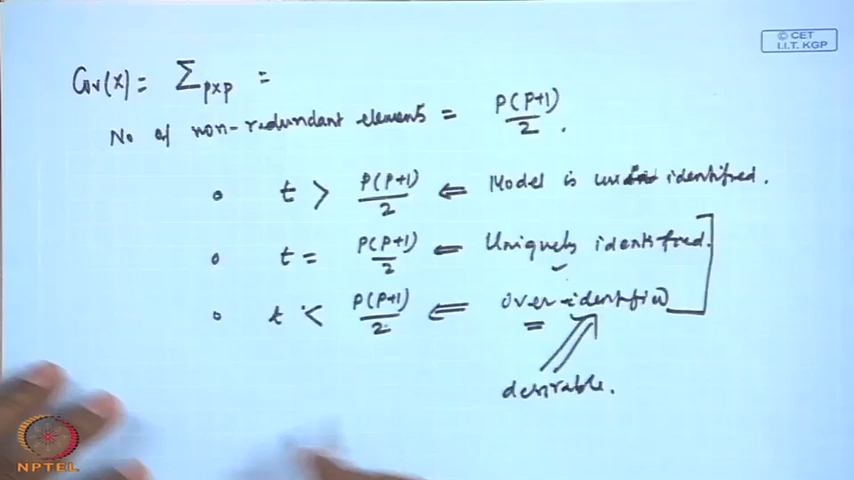 © CET
I.I.T. KGP
Cov(X) = Σp×p =
No of non-redundant elements = P(P+1)/2 .
• t > P(P+1)/2 ⇐ Model is identified.
• t = P(P+1)/2 ⇐ Uniquely identified.
• t < P(P+1)/2 ⇐ over-identified
desirable.
NPTEL